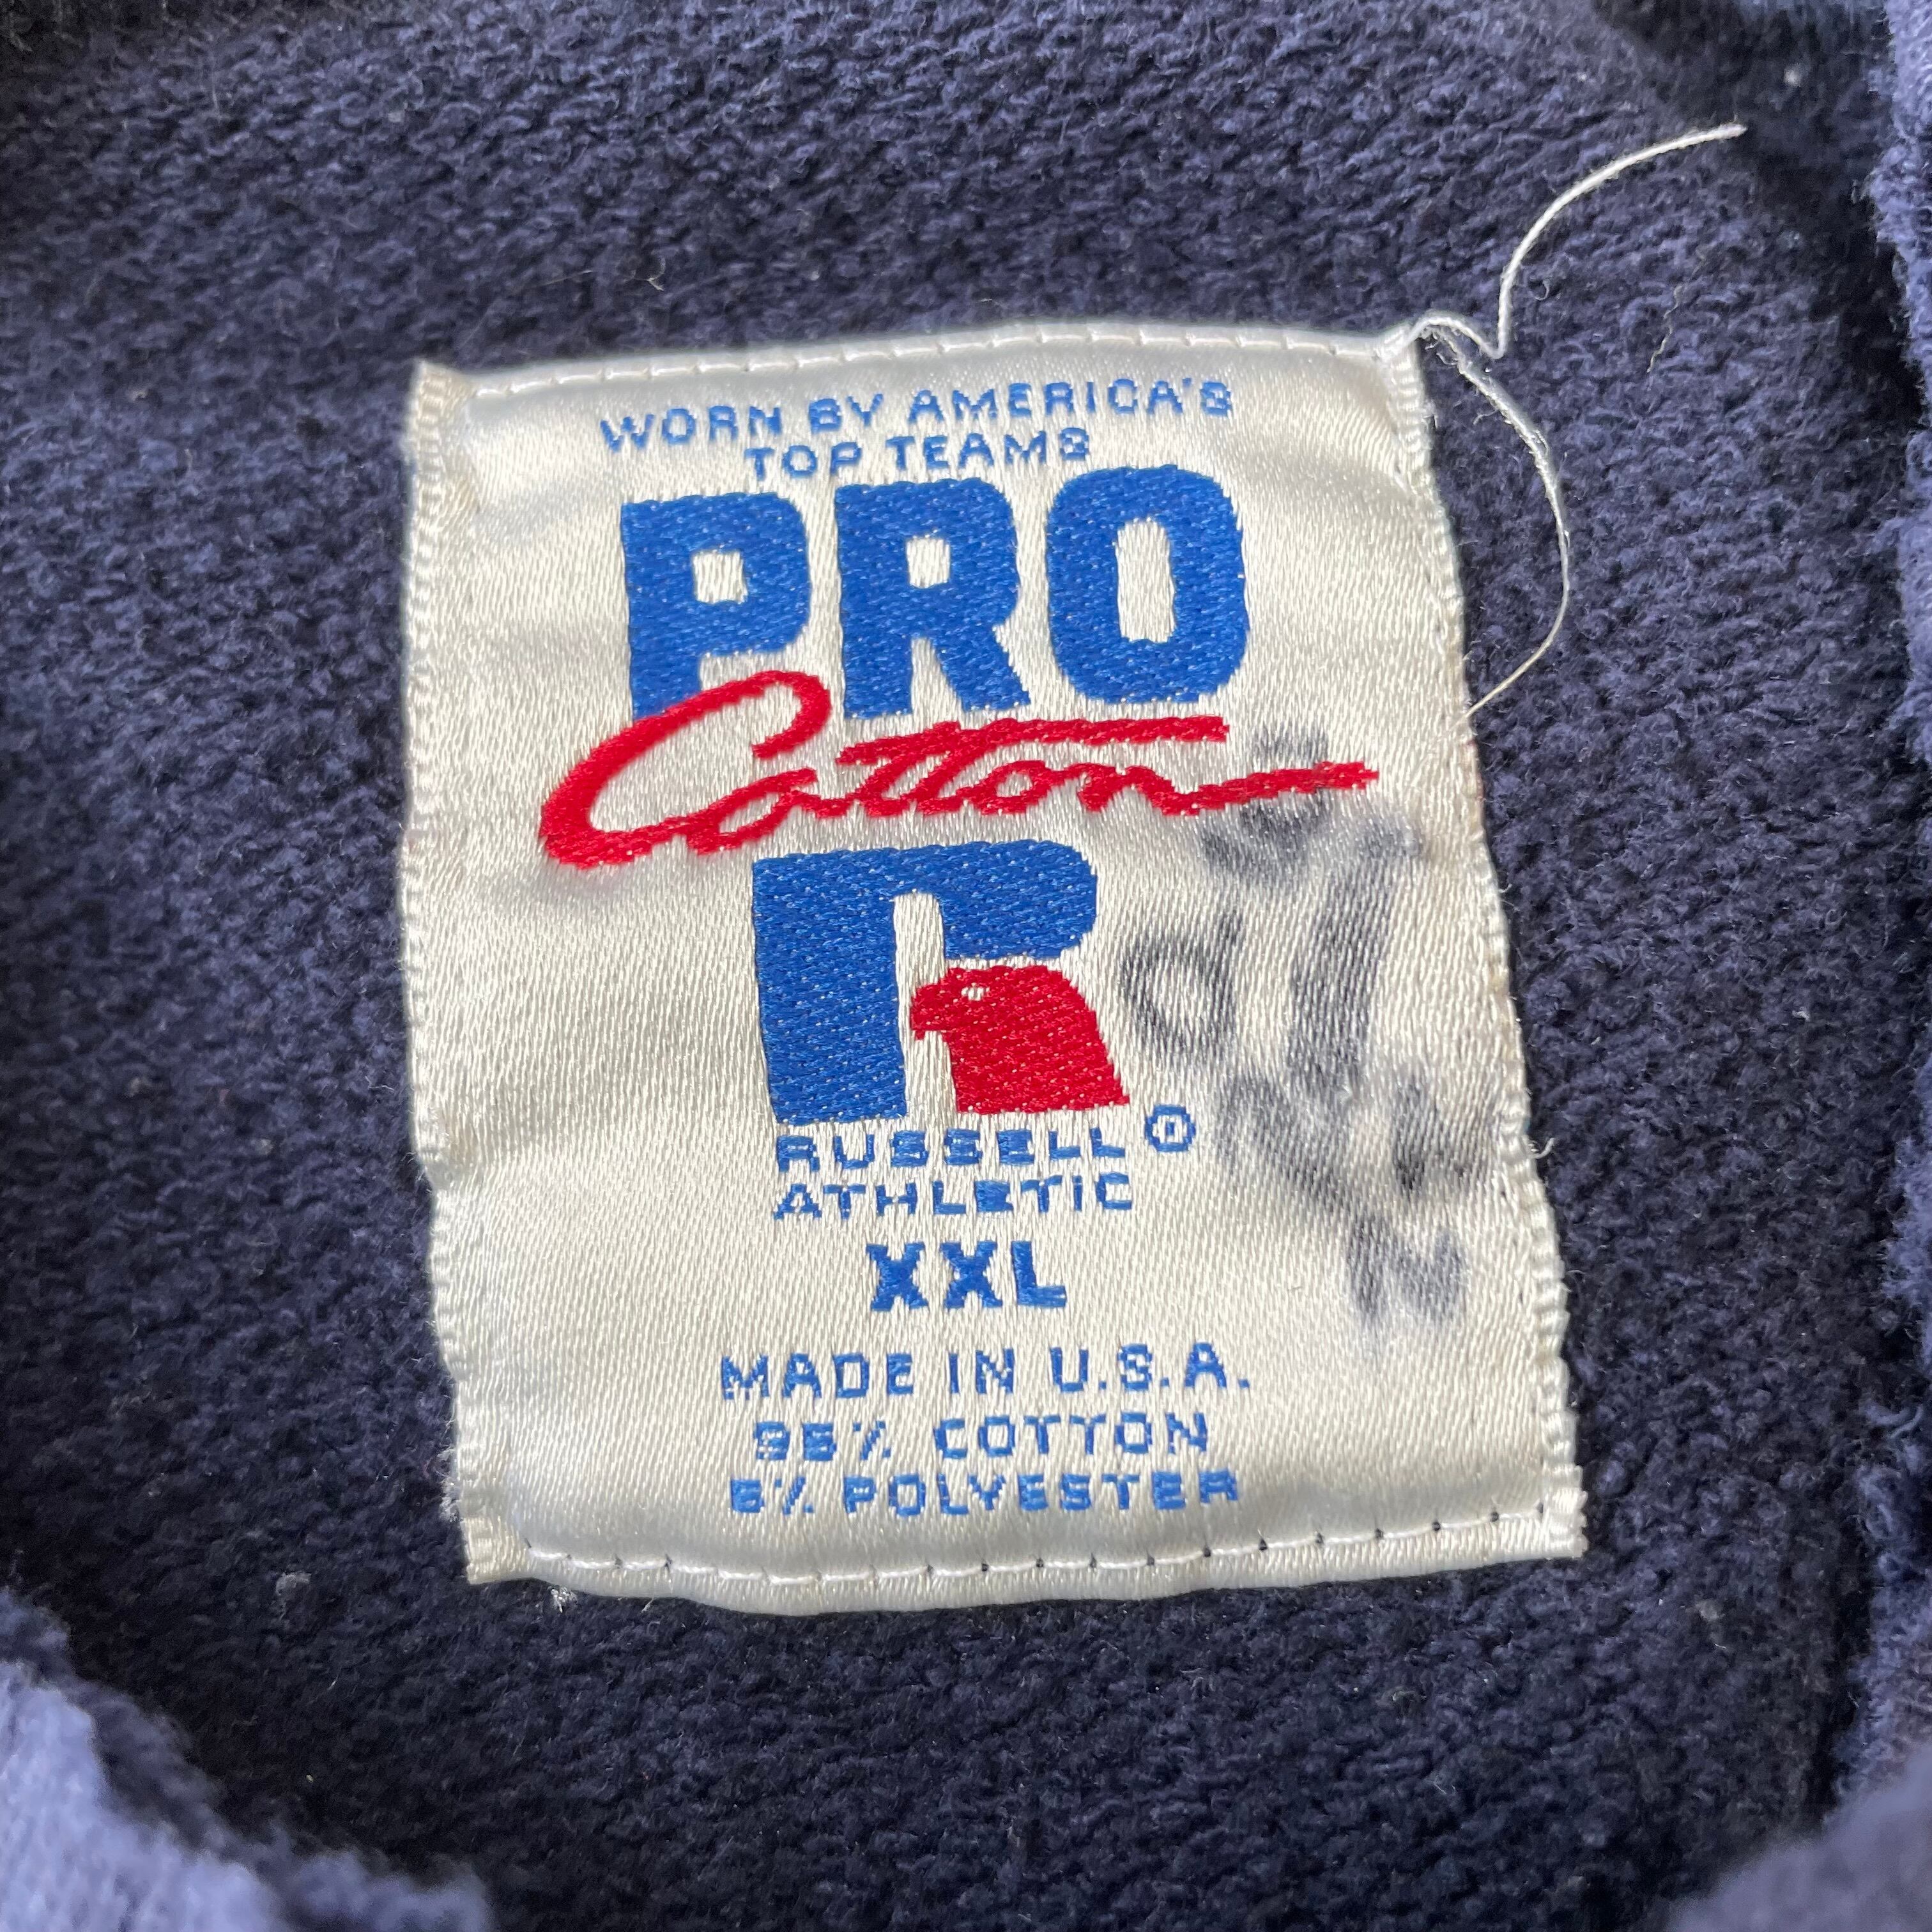 WORN BY AMERICA'S
TOP TEAMS
PRO
Cotton
R
RUSSELL ®
ATHLETIC
XXL
MADE IN U.S.A.
95% COTTON
5% POLYESTER